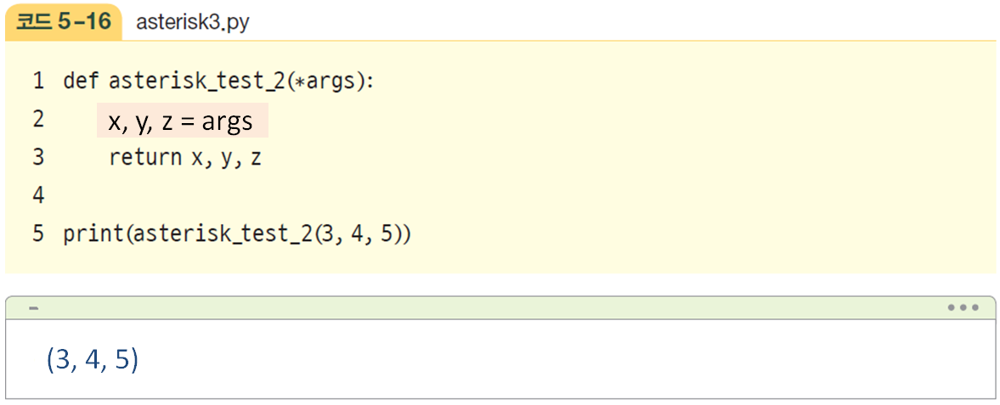 코드 5-16 asterisk3.py
1 def asterisk_test_2(*args):
2 x, y, z = args
3 return x, y, z
4
5 print(asterisk_test_2(3, 4, 5))
(3, 4, 5)